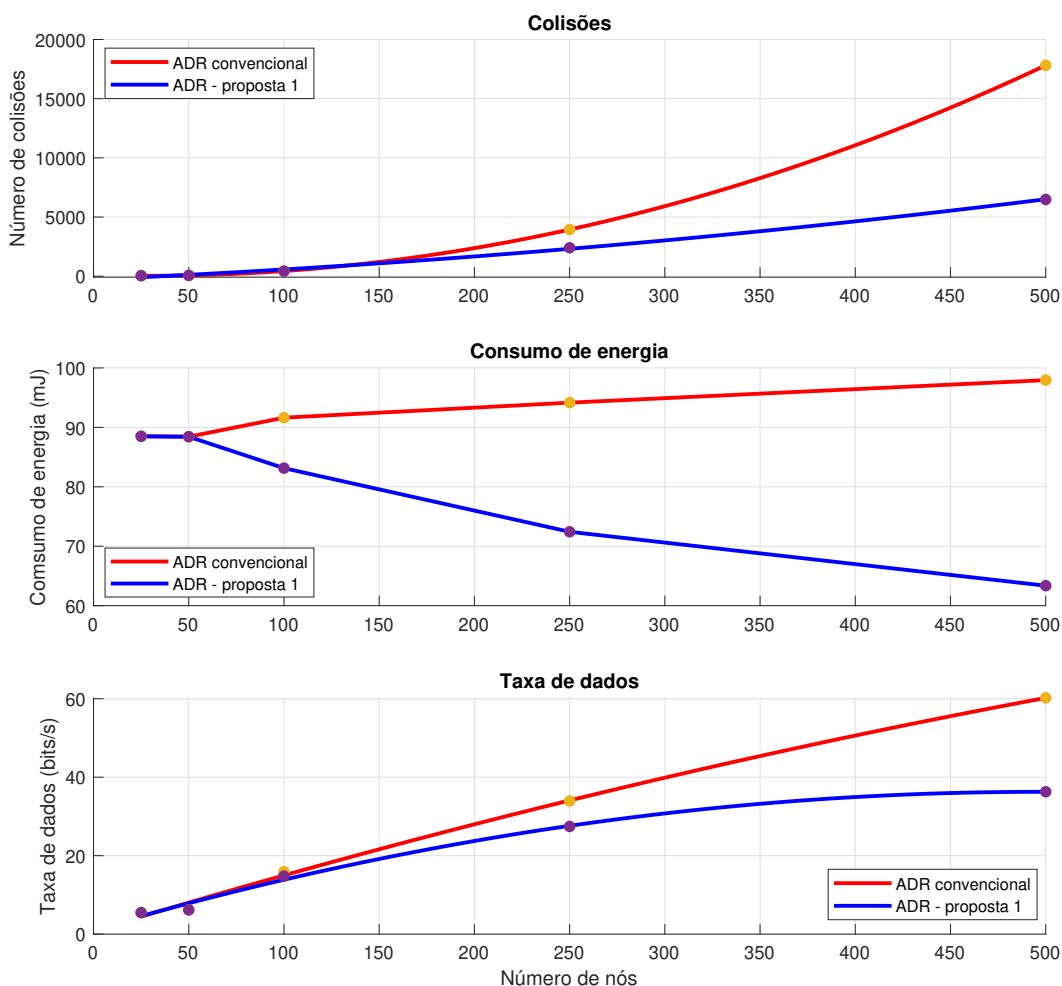 Colisões
Número de colisões
20000
15000
10000
5000
0
ADR convencional
ADR - proposta 1
0 50 100 150 200 250 300 350 400 450 500
Consumo de energia
Comsumo de energia (mJ)
100
90
80
70
60
ADR convencional
ADR - proposta 1
0 50 100 150 200 250 300 350 400 450 500
Taxa de dados
Taxa de dados (bits/s)
60
40
20
0
ADR convencional
ADR - proposta 1
0 50 100 150 200 250 300 350 400 450 500
Número de nós